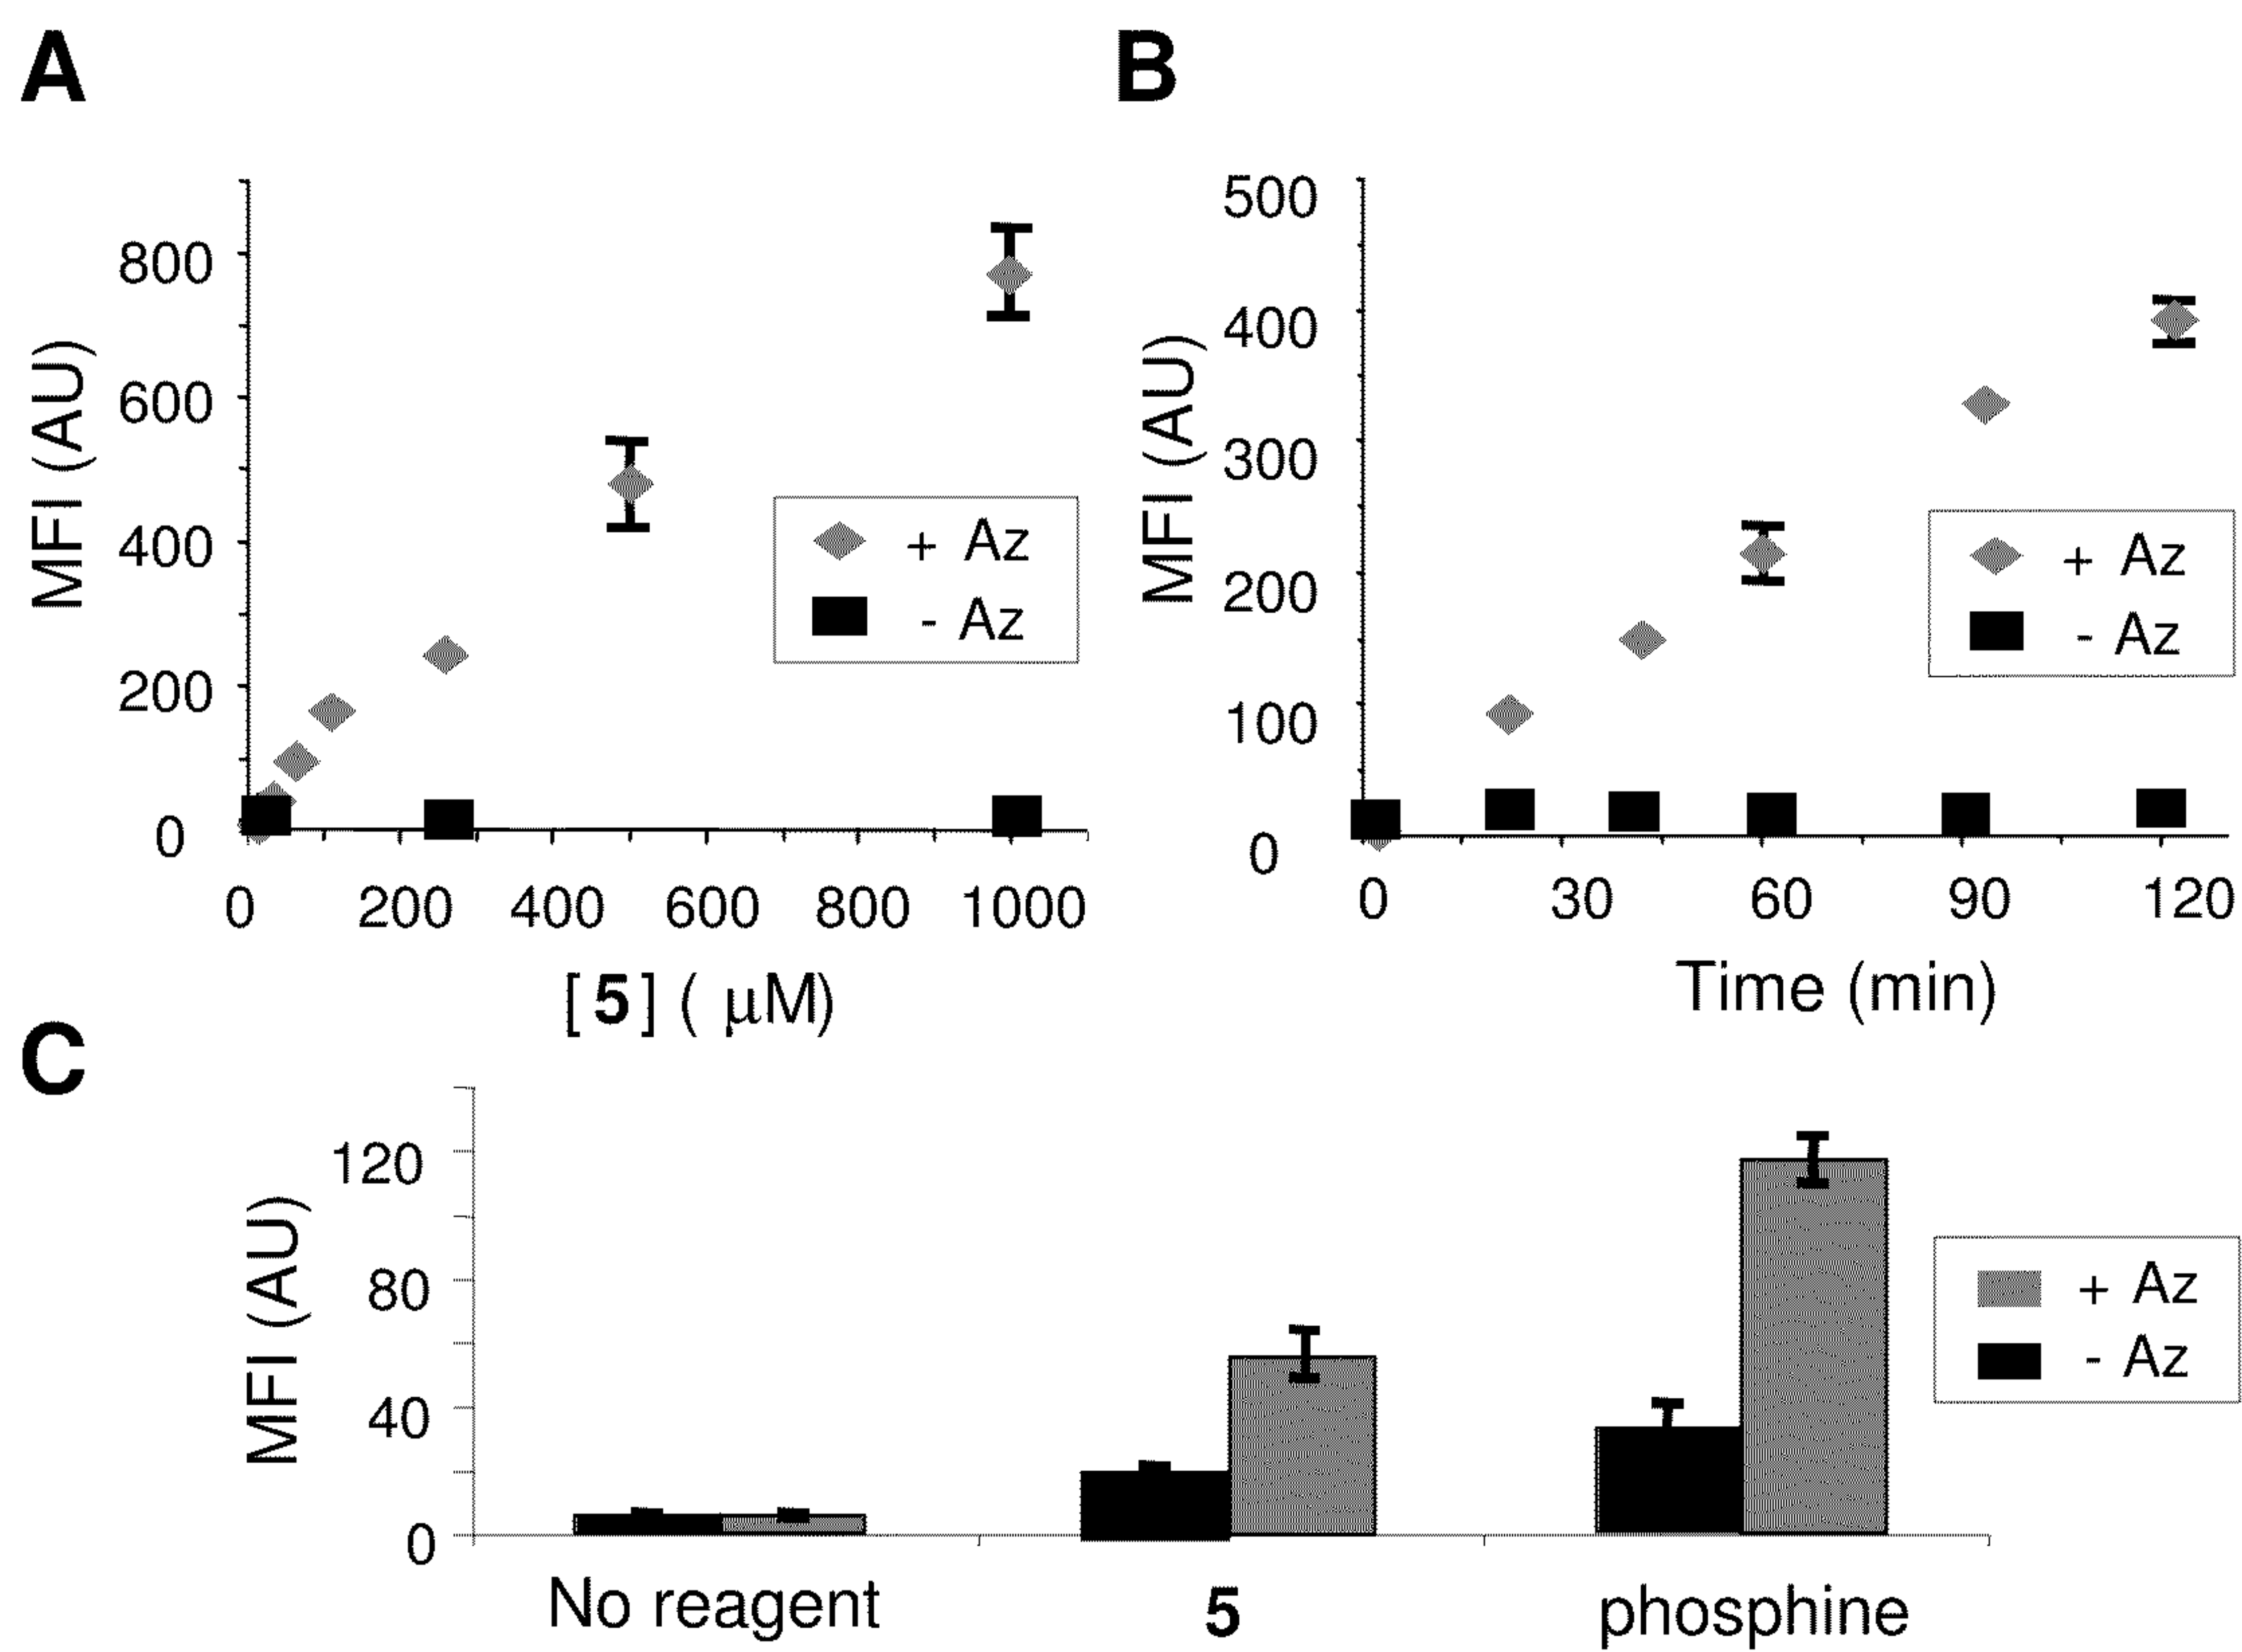 A
MFI (AU)
800
600
400
200
0
0 200 400 600 800 1000
[5] ( μM)
+ Az
- Az
B
MFI (AU)
500
400
300
200
100
0
0 30 60 90 120
Time (min)
+ Az
- Az
C
MFI (AU)
120
80
40
0
No reagent 5 phosphine
+ Az
- Az